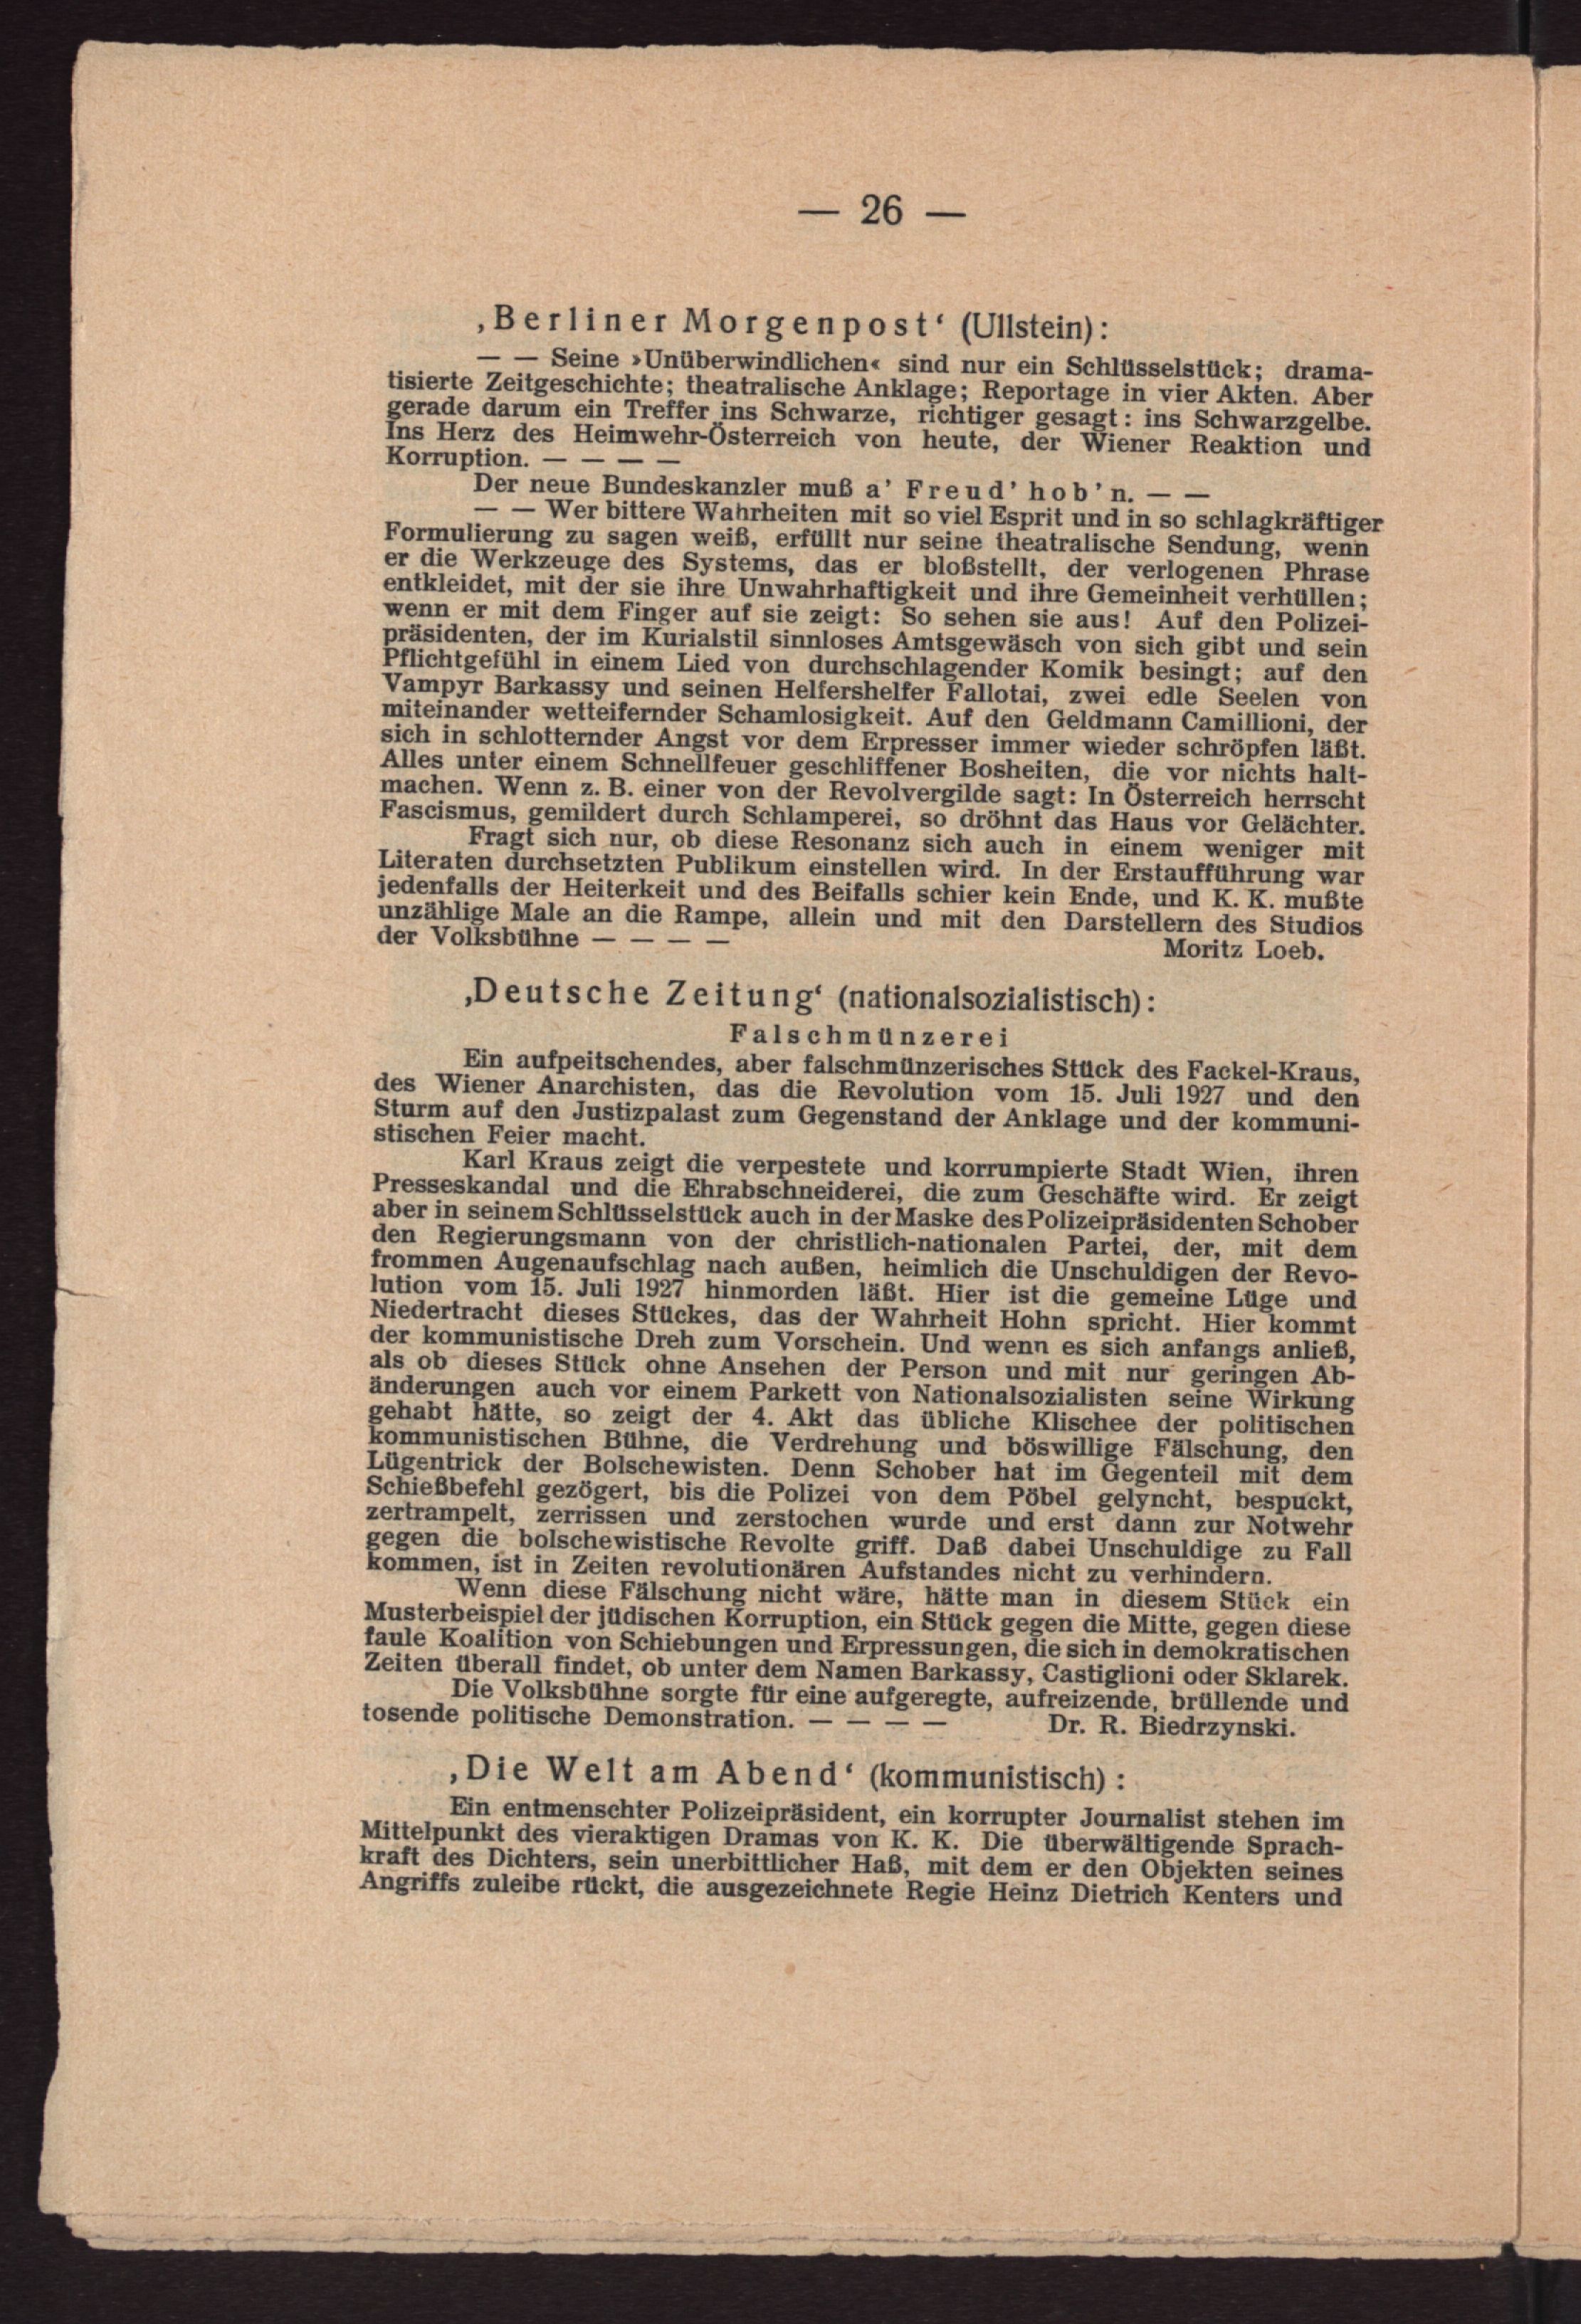 — 26 —
‚Berliner Morgenpost‘ (Ullstein):
— — Seine »Unüberwindlichen« sind nur ein Schlüsselstück; drama-
tisierte Zeitgeschichte; theatralische Anklage; Reportage in vier Akten. Aber
gerade darum ein Treffer ins Schwarze, richtiger gesagt: ins Schwarzgelbe.
Ins Herz des Heimwehr-Österreich von heute, der Wiener Reaktion und
Korruption. — — — —
Der neue Bundeskanzler muß a’ Freud’ hob’n. — —
— — Wer bittere Wahrheiten mit so viel Esprit und in so schlagkräftiger
Formulierung zu sagen weiß, erfüllt nur seine theatralische Sendung, wenn
er die Werkzeuge des Systems, das er bloßstellt, der verlogenen Phrase
entkleidet, mit der sie ihre Unwahrhaftigkeit und ihre Gemeinheit verhüllen;
wenn er mit dem Finger auf sie zeigt: So sehen sie aus! Auf den Polizei-
präsidenten, der im Kurialstil sinnloses Amtsgewäsch von sich gibt und sein
Pflichtgefühl in einem Lied von durchschlagender Komik besingt; auf den
Vampyr Barkassy und seinen Helfershelfer Fallotai, zwei edle Seelen von
miteinander wetteifernder Schamlosigkeit. Auf den Geldmann Camillioni, der
sich in schlotternder Angst vor dem Erpresser immer wieder schröpfen läßt.
Alles unter einem Schnellfeuer geschliffener Bosheiten, die vor nichts halt-
machen. Wenn z. B. einer von der Revolvergilde sagt: In Österreich herrscht
Fascismus, gemildert durch Schlamperei, so dröhnt das Haus vor Gelächter.
Fragt sich nur, ob diese Resonanz sich auch in einem weniger mit
Literaten durchsetzten Publikum einstellen wird. In der Erstaufführung war
jedenfalls der Heiterkeit und des Beifalls schier kein Ende, und K. K. mußte
unzählige Male an die Rampe, allein und mit den Darstellern des Studios
der Volksbühne — — — — Moritz Loeb.
‚Deutsche Zeitung‘ (nationalsozialistisch):
Falschmünzerei
Ein aufpeitschendes, aber falschmünzerisches Stück des Fackel-Kraus,
des Wiener Anarchisten, das die Revolution vom 15. Juli 1927 und den
Sturm auf den Justizpalast zum Gegenstand der Anklage und der kommuni-
stischen Feier macht.
Karl Kraus zeigt die verpestete und korrumpierte Stadt Wien, ihren
Presseskandal und die Ehrabschneiderei, die zum Geschäfte wird. Er zeigt
aber in seinem Schlüsselstück auch in der Maske des Polizeipräsidenten Schober
den Regierungsmann von der christlich-nationalen Partei, der, mit dem
frommen Augenaufschlag nach außen, heimlich die Unschuldigen der Revo-
lution vom 15. Juli 1927 hinmorden läßt. Hier ist die gemeine Lüge und
Niedertracht dieses Stückes, das der Wahrheit Hohn spricht. Hier kommt
der kommunistische Dreh zum Vorschein. Und wenn es sich anfangs anließ,
als ob dieses Stück ohne Ansehen der Person und mit nur geringen Ab-
änderungen auch vor einem Parkett von Nationalsozialisten seine Wirkung
gehabt hätte, so zeigt der 4. Akt das übliche Klischee der politischen
kommunistischen Bühne, die Verdrehung und böswillige Fälschung, den
Lügentrick der Bolschewisten. Denn Schober hat im Gegenteil mit dem
Schießbefehl gezögert, bis die Polizei von dem Pöbel gelyncht, bespuckt,
zertrampelt, zerrissen und zerstochen wurde und erst dann zur Notwehr
gegen die bolschewistische Revolte griff. Daß dabei Unschuldige zu Fall
kommen, ist in Zeiten revolutionären Aufstandes nicht zu verhindern.
Wenn diese Fälschung nicht wäre, hätte man in diesem Stück ein
Musterbeispiel der jüdischen Korruption, ein Stück gegen die Mitte, gegen diese
faule Koalition von Schiebungen und Erpressungen, die sich in demokratischen
Zeiten überall findet, ob unter dem Namen Barkassy, Castiglioni oder Sklarek.
Die Volksbühne sorgte für eine aufgeregte, aufreizende, brüllende und
tosende politische Demonstration. — — — — Dr. R. Biedrzynski.
‚Die Welt am Abend‘ (kommunistisch):
Ein entmenschter Polizeipräsident, ein korrupter Journalist stehen im
Mittelpunkt des vieraktigen Dramas von K. K. Die überwältigende Sprach-
kraft des Dichters, sein unerbittlicher Haß, mit dem er den Objekten seines
Angriffs zuleibe rückt, die ausgezeichnete Regie Heinz Dietrich Kenters und